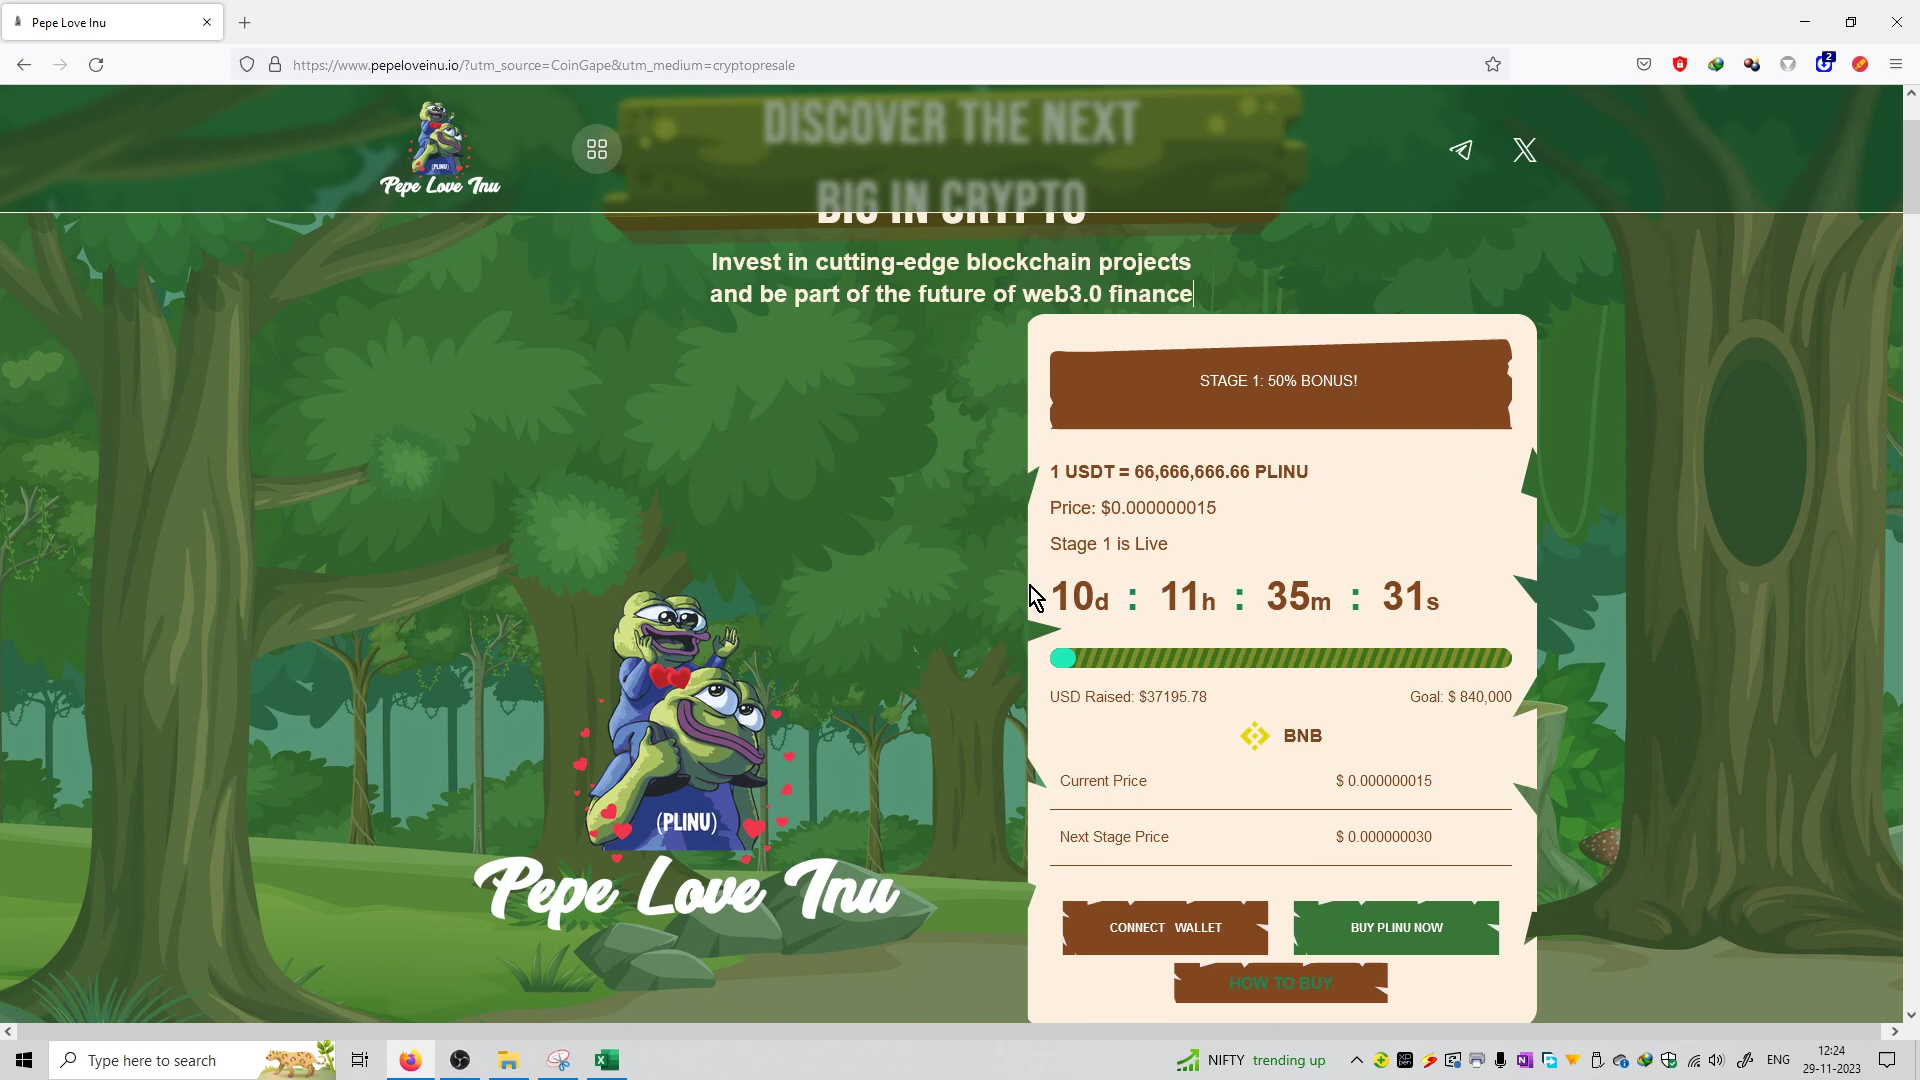 Pepe Love Inu
https://www.pepeloveinu.io/?utm_source=CoinGape&utm_medium=cryptopresale
2
(PLINU)
Pepe Love Inu
DISCOVER THE NEXT
BIG IN CRYPTO
Invest in cutting-edge blockchain projects
and be part of the future of web3.0 finance
STAGE 1: 50% BONUS!
1 USDT = 66,666,666.66 PLINU
Price: $0.000000015
Stage 1 is Live
10d : 11h : 35m : 31s
USD Raised: $37195.78 Goal: $ 840,000
BNB
Current Price $ 0.000000015
Next Stage Price $ 0.000000030
CONNECT WALLET BUY PLINU NOW
HOW TO BUY
(PLINU)
Pepe Love Inu
Type here to search
NIFTY trending up
ENG
12:24
29-11-2023